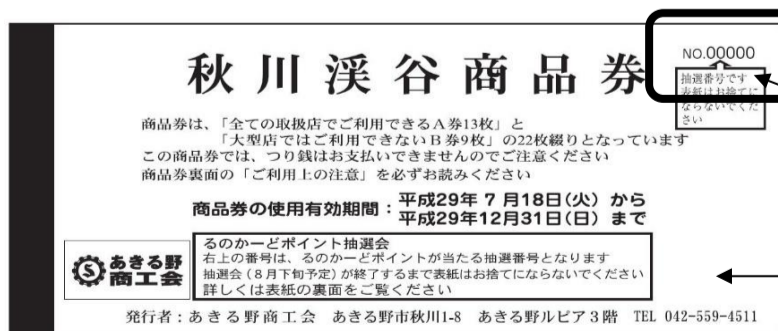 秋川渓谷商品券
NO.00000
抽選番号です
表紙はお捨てに
ならないでくだ
さい
商品券は、「全ての取扱店でご利用できるA券13枚」と
「大型店ではご利用できないB券9枚」の22枚綴りとなっています
この商品券では、つり銭はお支払いできませんのでご注意ください
商品券裏面の「ご利用上の注意」を必ずお読みください
商品券の使用有効期間：平成29年 7 月18日（火）から
平成29年12月31日（日）まで
あきる野
商工会
るのかーどポイント抽選会
右上の番号は、るのかーどポイントが当たる抽選番号となります
抽選会（８月下旬予定）が終了するまで表紙はお捨てにならないでください
詳しくは表紙の裏面をご覧ください
発行者：あきる野商工会 あきる野市秋川1-8 あきる野ルピア３階 TEL 042-559-4511